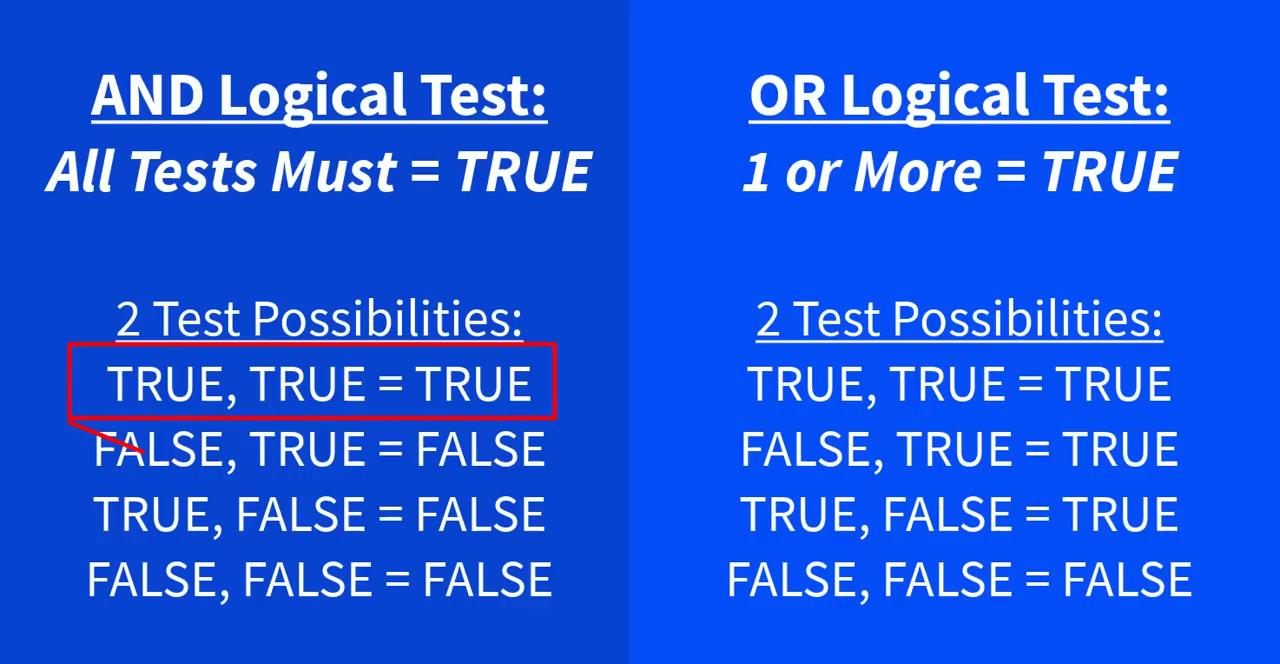 AND Logical Test:
All Tests Must = TRUE
2 Test Possibilities:
TRUE, TRUE = TRUE
FALSE, TRUE = FALSE
TRUE, FALSE = FALSE
FALSE, FALSE = FALSE
OR Logical Test:
1 or More = TRUE
2 Test Possibilities:
TRUE, TRUE = TRUE
FALSE, TRUE = TRUE
TRUE, FALSE = TRUE
FALSE, FALSE = FALSE